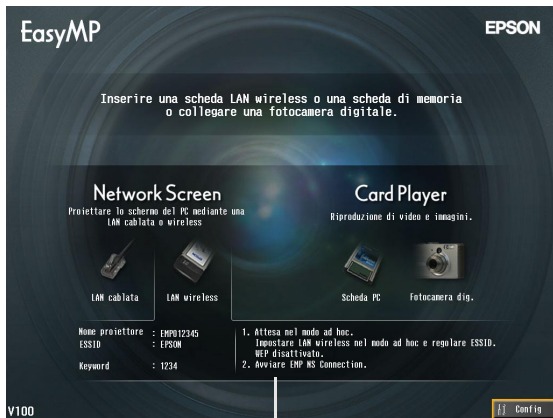 EasyMP
EPSON
Inserire una scheda LAN wireless o una scheda di memoria
o collegare una fotocamera digitale.
Network Screen
Proiettare lo schermo del PC mediante una
LAN cablata o wireless
LAN cablata
LAN wireless
Card Player
Riproduzione di video e immagini.
Scheda PC
Fotocamera dig.
Nome proiettore : EMP012345
ESSID : EPSON
Keyword : 1234
1. Attesa nel modo ad hoc.
Impostare LAN wireless nel modo ad hoc e regolare ESSID.
WEP disattivato.
2. Avviare EMP NS Connection.
V100
Config